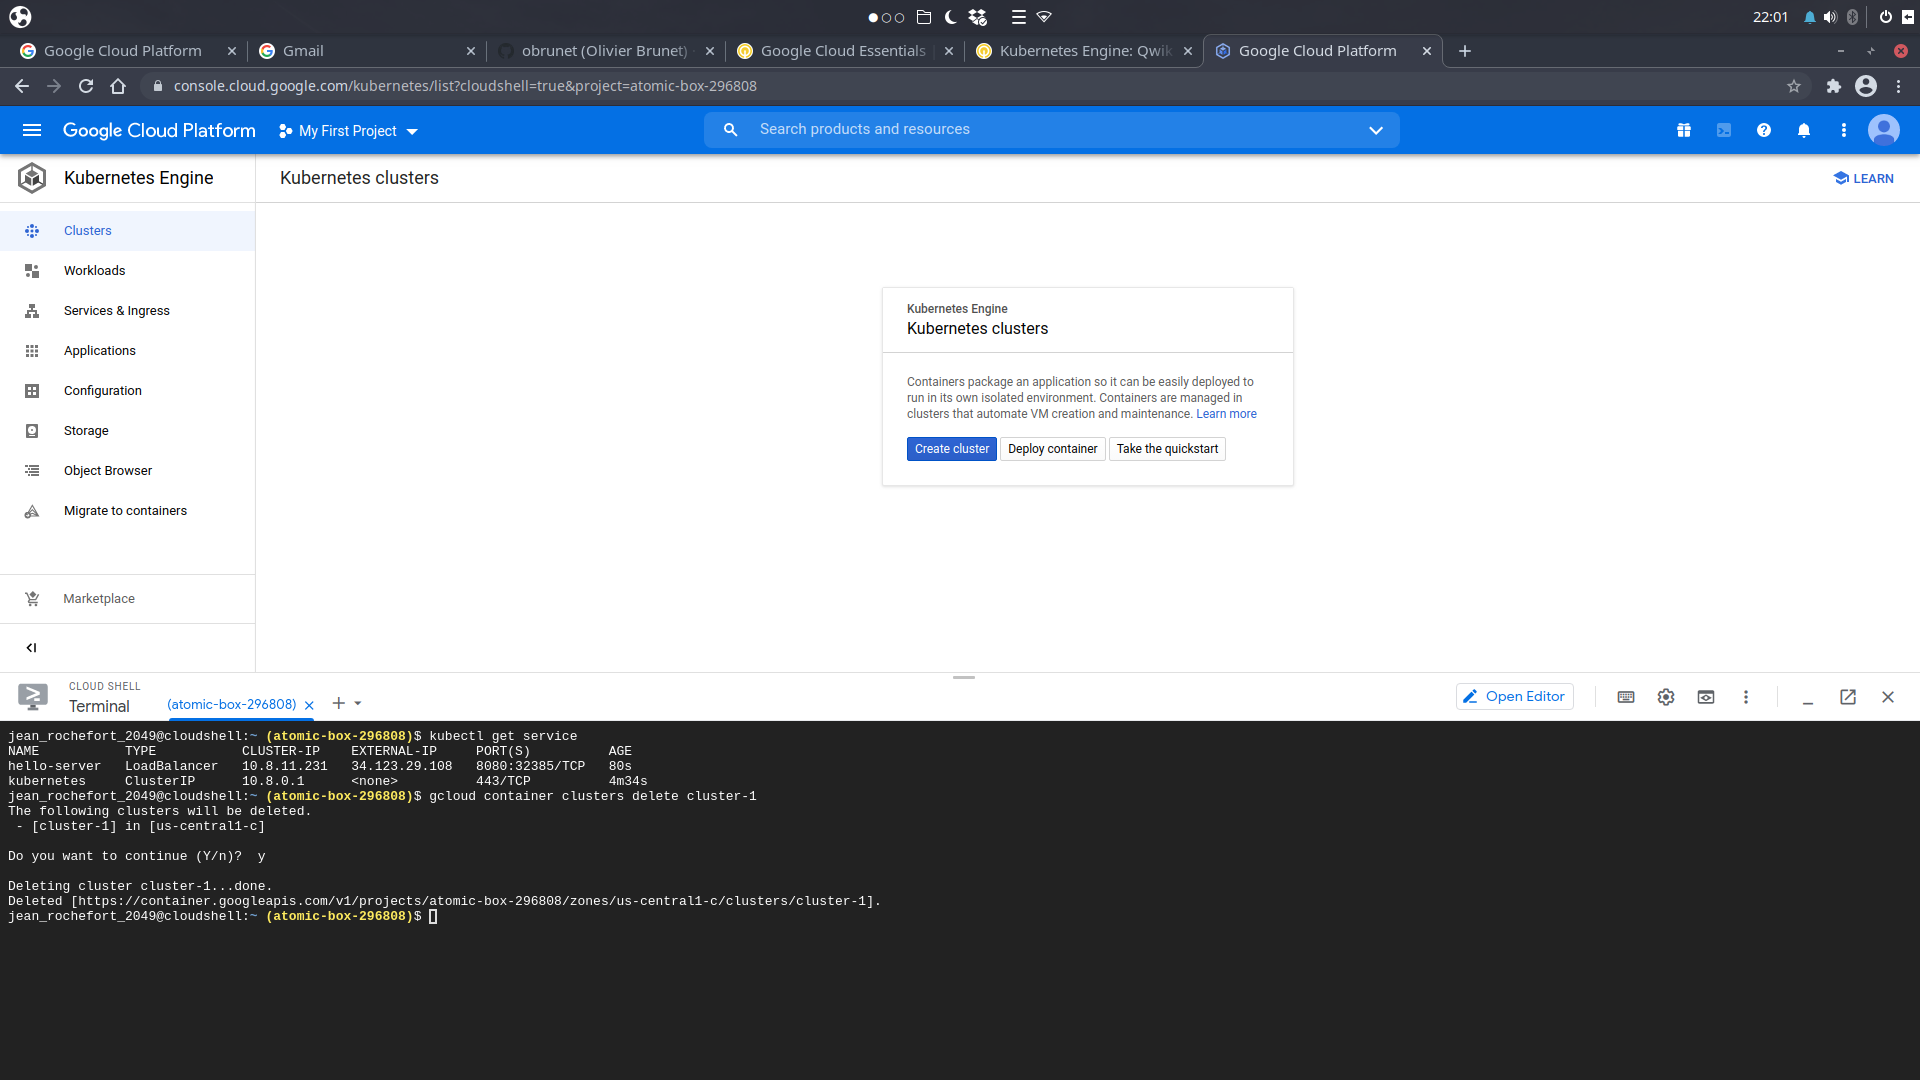 22:01
Google Cloud Platform
Gmail
obrunet (Olivier Brunet)
Google Cloud Essentials
Kubernetes Engine: Qwik
Google Cloud Platform
console.cloud.google.com/kubernetes/list?cloudshell=true&project=atomic-box-296808
Google Cloud Platform
My First Project
Search products and resources
Kubernetes Engine
Kubernetes clusters
LEARN
Clusters
Workloads
Services & Ingress
Applications
Configuration
Storage
Object Browser
Migrate to containers
Marketplace
Kubernetes Engine
Kubernetes clusters
Containers package an application so it can be easily deployed to
run in its own isolated environment. Containers are managed in
clusters that automate VM creation and maintenance. Learn more
Create cluster
Deploy container
Take the quickstart
CLOUD SHELL
Terminal
(atomic-box-296808)
Open Editor
jean_rochefort_2049@cloudshell:~ (atomic-box-296808)$ kubectl get service
NAME           TYPE           CLUSTER-IP    EXTERNAL-IP     PORT(S)          AGE
hello-server   LoadBalancer   10.8.11.231   34.123.29.108   8080:32385/TCP   80s
kubernetes     ClusterIP      10.8.0.1      <none>          443/TCP          4m34s
jean_rochefort_2049@cloudshell:~ (atomic-box-296808)$ gcloud container clusters delete cluster-1
The following clusters will be deleted.
 - [cluster-1] in [us-central1-c]
Do you want to continue (Y/n)?  y
Deleting cluster cluster-1...done.
Deleted [https://container.googleapis.com/v1/projects/atomic-box-296808/zones/us-central1-c/clusters/cluster-1].
jean_rochefort_2049@cloudshell:~ (atomic-box-296808)$